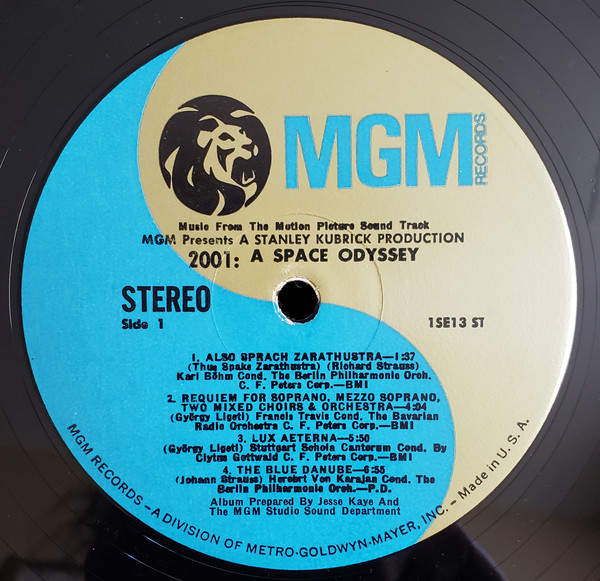 MGM RECORDS
Music From The Motion Picture Sound Track
MGM Presents A STANLEY KUBRICK PRODUCTION
2001: A SPACE ODYSSEY
STEREO
Side 1
1SE13 ST
1. ALSO SPRACH ZARATHUSTRA—1:37
(Thus Spake Zarathustra) (Richard Strauss)
Karl Böhm Cond. The Berlin Philharmonic Orch.
C. F. Peters Corp.—BMI
2. REQUIEM FOR SOPRANO, MEZZO SOPRANO,
TWO MIXED CHOIRS & ORCHESTRA—4:04
(György Ligeti) Francis Travis Cond. The Bavarian
Radio Orchestra C. F. Peters Corp.—BMI
3. LUX AETERNA—5:50
(György Ligeti) Stuttgart Schola Cantorum Cond. By
Clytus Gottwald C. F. Peters Corp.—BMI
4. THE BLUE DANUBE—6:55
(Johann Strauss) Herebrt Von Karajan Cond. The
Berlin Philharmonic Orch.—P.D.
Album Prepared By Jesse Kaye And
The MGM Studio Sound Department
MGM RECORDS – A DIVISION OF METRO-GOLDWYN-MAYER, INC. – Made in U. S. A.